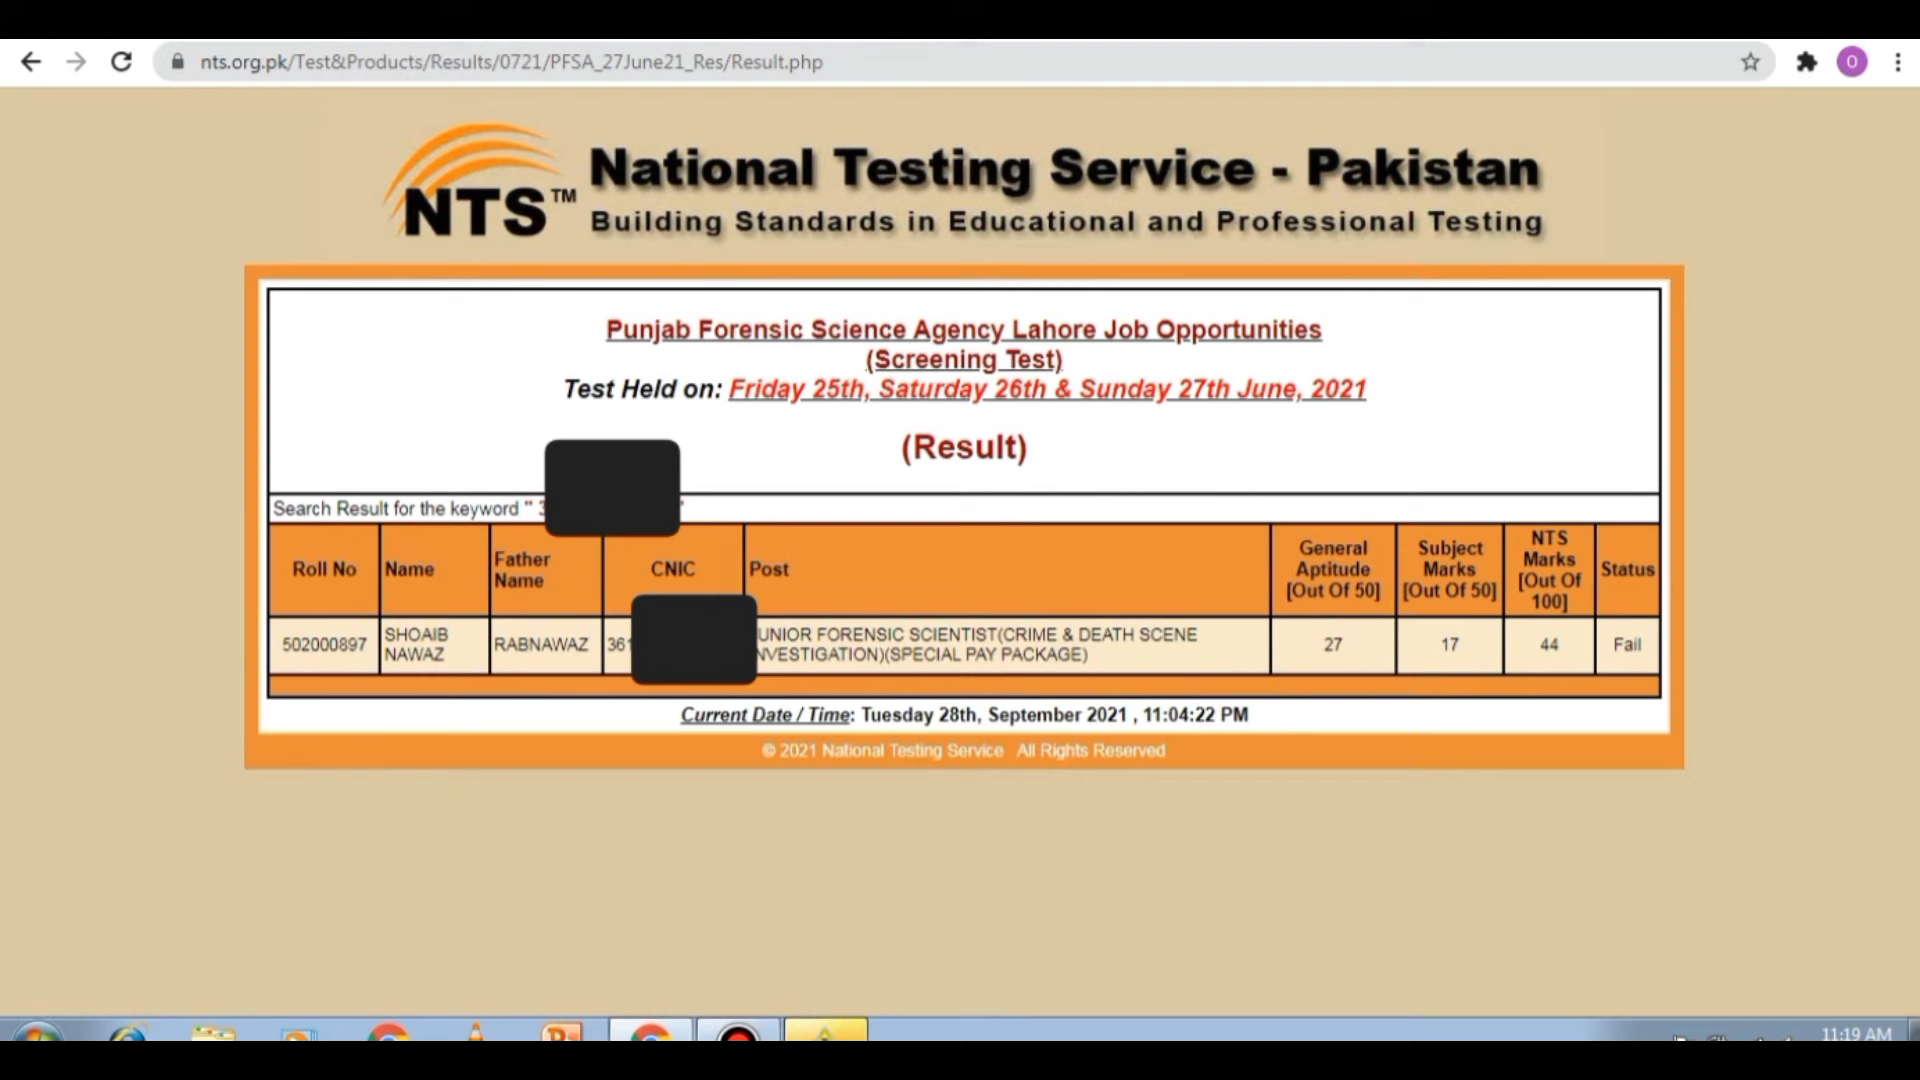 nts.org.pk/Test&Products/Results/0721/PFSA_27June21_Res/Result.php
O
NTS™
National Testing Service - Pakistan
Building Standards in Educational and Professional Testing
Punjab Forensic Science Agency Lahore Job Opportunities
(Screening Test)
Test Held on: Friday 25th, Saturday 26th & Sunday 27th June, 2021
(Result)
Search Result for the keyword " 3 "
Roll No Name Father Name CNIC Post General Aptitude [Out Of 50] Subject Marks [Out Of 50] NTS Marks [Out Of 100] Status
502000897 SHOAIB NAWAZ RABNAWAZ 361 UNIOR FORENSIC SCIENTIST(CRIME & DEATH SCENE NVESTIGATION)(SPECIAL PAY PACKAGE) 27 17 44 Fail
Current Date / Time: Tuesday 28th, September 2021 , 11:04:22 PM
© 2021 National Testing Service All Rights Reserved
11:19 AM